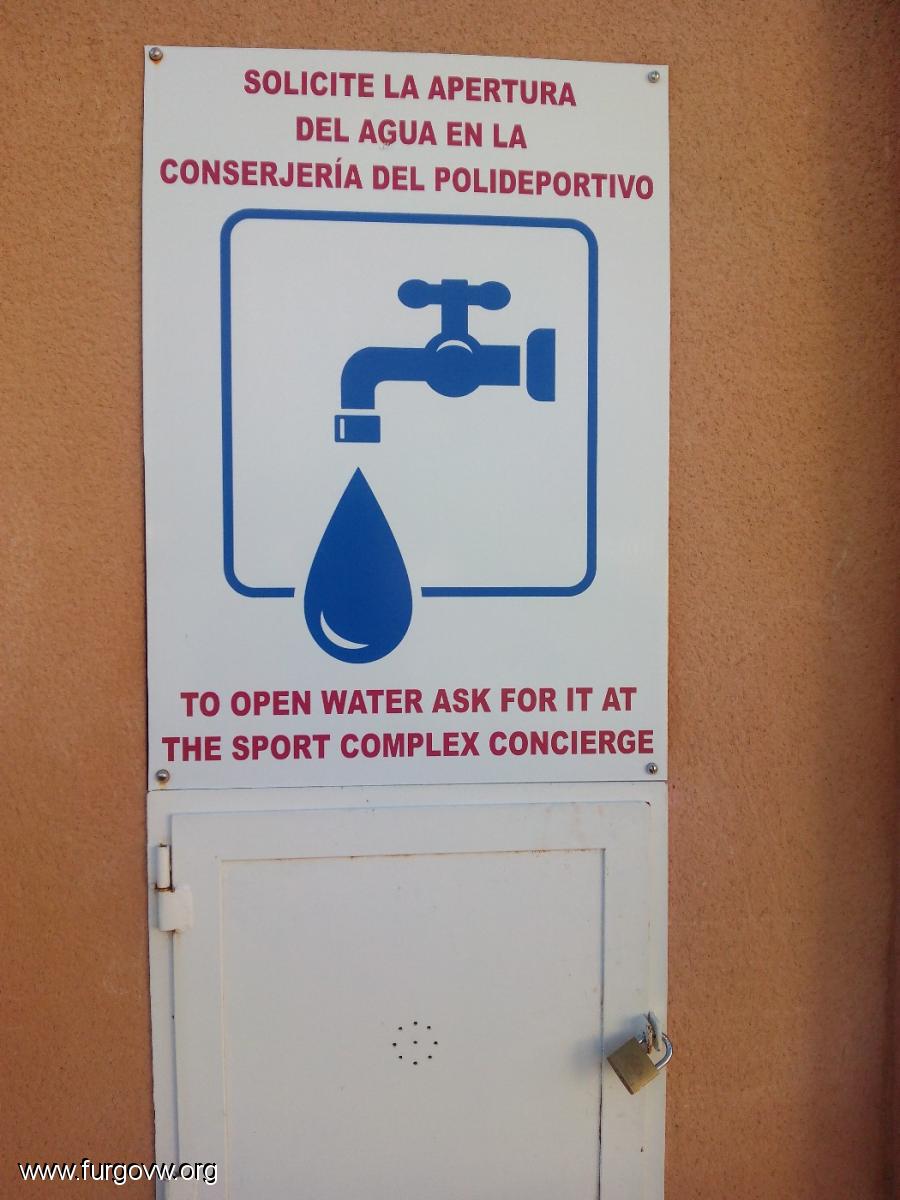 SOLICITE LA APERTURA
DEL AGUA EN LA
CONSERJERÍA DEL POLIDEPORTIVO
TO OPEN WATER ASK FOR IT AT
THE SPORT COMPLEX CONCIERGE
www.furgovw.org